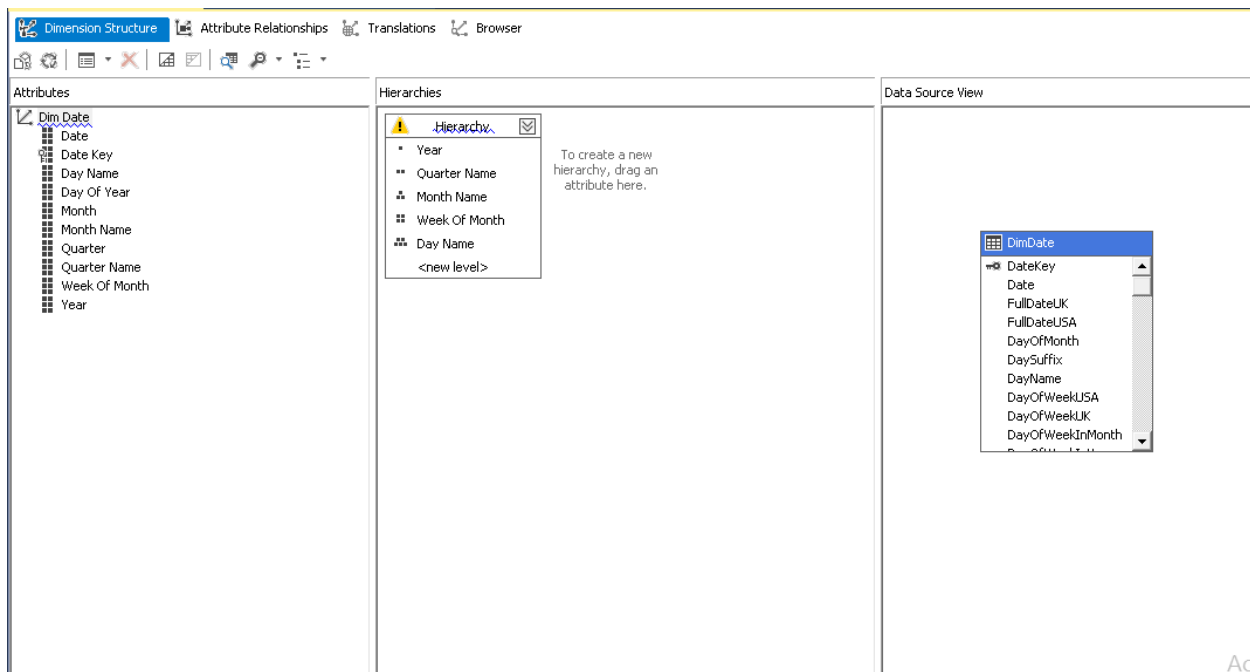 Dimension Structure Attribute Relationships Translations Browser
Attributes
Dim Date
Date
Date Key
Day Name
Day Of Year
Month
Month Name
Quarter
Quarter Name
Week Of Month
Year
Hierarchies
Hierarchy
Year
Quarter Name
Month Name
Week Of Month
Day Name
<new level>
To create a new
hierarchy, drag an
attribute here.
Data Source View
DimDate
DateKey
Date
FullDateUK
FullDateUSA
DayOfMonth
DaySuffix
DayName
DayOfWeekUSA
DayOfWeekUK
DayOfWeekInMonth